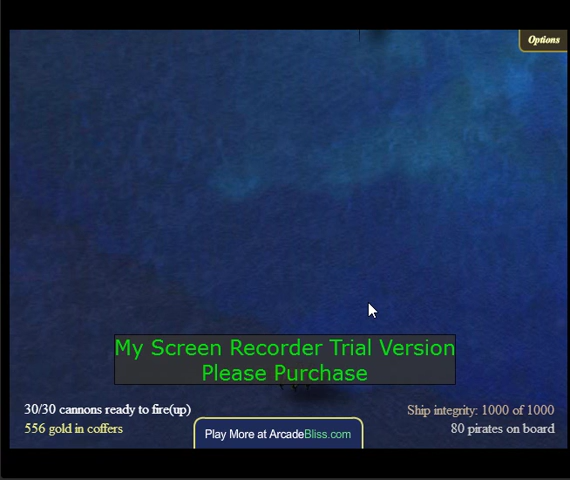 Options
My Screen Recorder Trial Version
Please Purchase
30/30 cannons ready to fire(up)
556 gold in coffers
Play More at ArcadeBliss.com
Ship integrity: 1000 of 1000
80 pirates on board